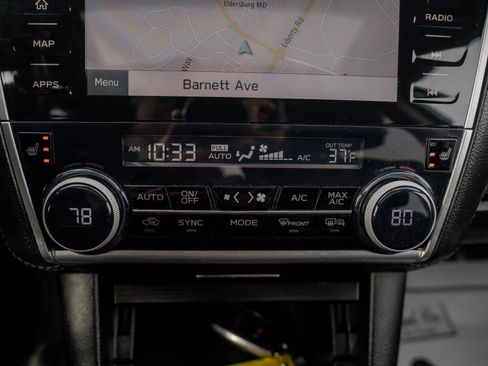 Eldersburg MD
Liberty Rd
Way
RADIO
MAP
APPS
Menu
Barnett Ave
AM 10:33 FULL AUTO A/C OUT TEMP 37°F
AUTO ON/OFF A/C MAX A/C
78 80
SYNC MODE FRONT